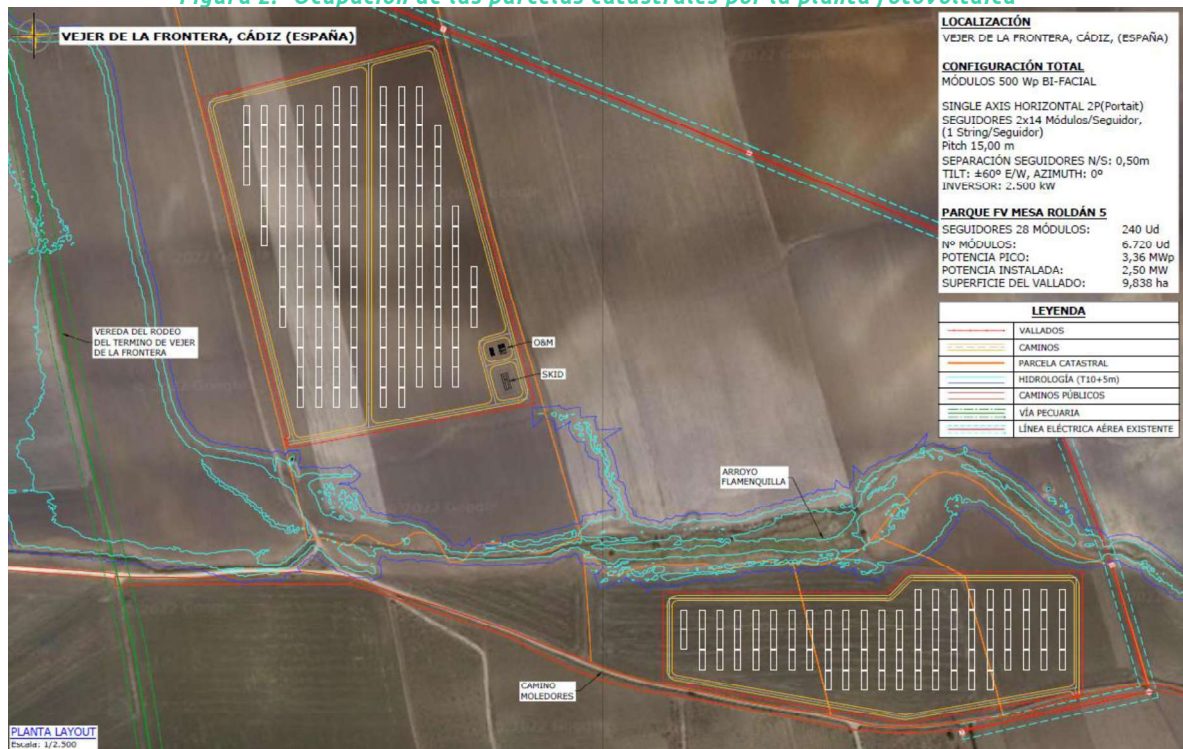 Figura 2. Ocupación de las parcelas catastrales por la planta fotovoltaica
VEJER DE LA FRONTERA, CÁDIZ (ESPAÑA)
LOCALIZACIÓN
VEJER DE LA FRONTERA, CÁDIZ, (ESPAÑA)
CONFIGURACIÓN TOTAL
MÓDULOS 500 Wp BI-FACIAL
SINGLE AXIS HORIZONTAL 2P(Portait)
SEGUIDORES 2x14 Módulos/Seguidor,
(1 String/Seguidor)
Pitch 15,00 m
SEPARACIÓN SEGUIDORES N/S: 0,50m
TILT: ±60º E/W, AZIMUTH: 0º
INVERSOR: 2.500 kW
PARQUE FV MESA ROLDÁN 5
SEGUIDORES 28 MÓDULOS: 240 Ud
Nº MÓDULOS: 6.720 Ud
POTENCIA PICO: 3,36 MWp
POTENCIA INSTALADA: 2,50 MW
SUPERFICIE DEL VALLADO: 9,838 ha
LEYENDA
VALLADOS
CAMINOS
PARCELA CATASTRAL
HIDROLOGÍA (T10+5m)
CAMINOS PÚBLICOS
VÍA PECUARIA
LÍNEA ELÉCTRICA AÉREA EXISTENTE
VEREDA DEL RODEO
DEL TERMINO DE VEJER
DE LA FRONTERA
O&M
SKID
ARROYO
FLAMENQUILLA
CAMINO
MOLEDORES
PLANTA LAYOUT
Escala: 1/2.500